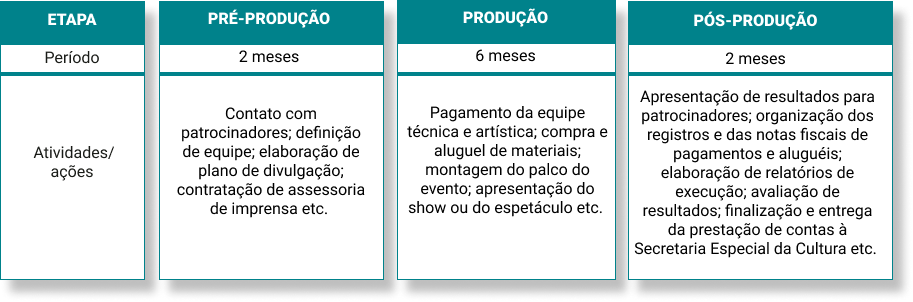 ETAPA
PRÉ-PRODUÇÃO
PRODUÇÃO
PÓS-PRODUÇÃO
Período
2 meses
6 meses
2 meses
Atividades/
ações
Contato com
patrocinadores; definição
de equipe; elaboração de
plano de divulgação;
contratação de assessoria
de imprensa etc.
Pagamento da equipe
técnica e artística; compra e
aluguel de materiais;
montagem do palco do
evento; apresentação do
show ou do espetáculo etc.
Apresentação de resultados para
patrocinadores; organização dos
registros e das notas fiscais de
pagamentos e aluguéis;
elaboração de relatórios de
execução; avaliação de
resultados; finalização e entrega
da prestação de contas à
Secretaria Especial da Cultura etc.